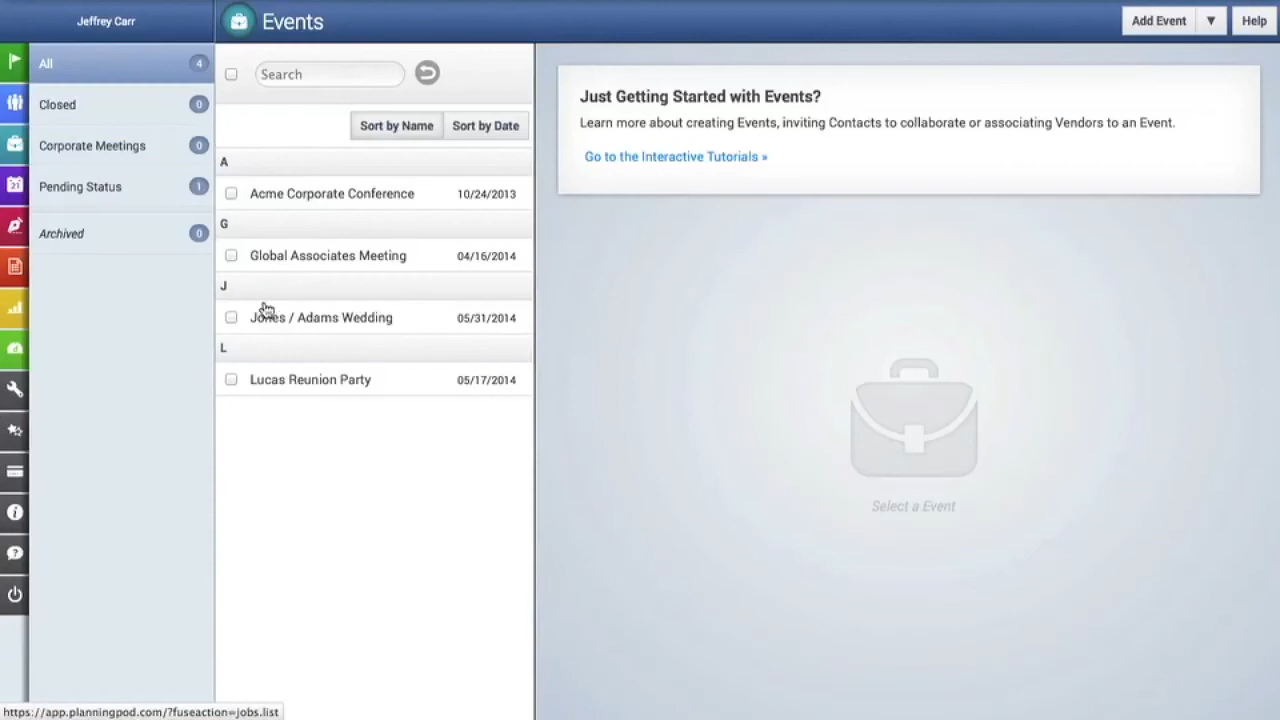 Jeffrey Carr
Events
Add Event ▼
Help
All 4
Closed 0
Corporate Meetings 0
Pending Status 1
Archived 0
Search
Sort by Name
Sort by Date
A
Acme Corporate Conference 10/24/2013
G
Global Associates Meeting 04/16/2014
J
Jones / Adams Wedding 05/31/2014
L
Lucas Reunion Party 05/17/2014
Just Getting Started with Events?
Learn more about creating Events, inviting Contacts to collaborate or associating Vendors to an Event.
Go to the Interactive Tutorials »
Select a Event
21
https://app.planningpod.com/?fuseaction=jobs.list